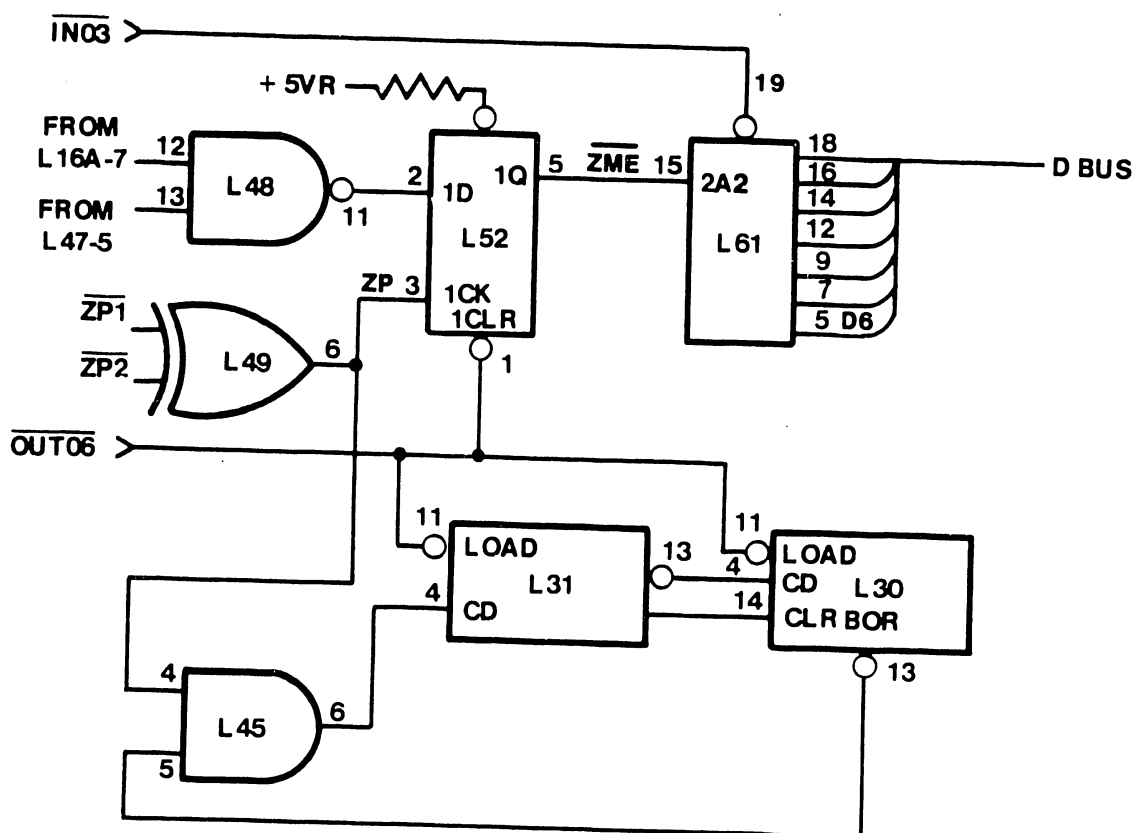 IN03
+ 5VR
19
FROM
L16A-7
12
13
FROM
L47-5
L48
11
2
1D
1Q
5
ZME
15
2A2
L52
L61
18
16
14
12
9
7
5 D6
D BUS
ZP 3
1CK
1CLR
1
ZP1
ZP2
L49
6
OUT06
11
LOAD
L31
4
CD
13
11
LOAD
4
CD
L30
14
CLR BOR
13
4
5
L45
6